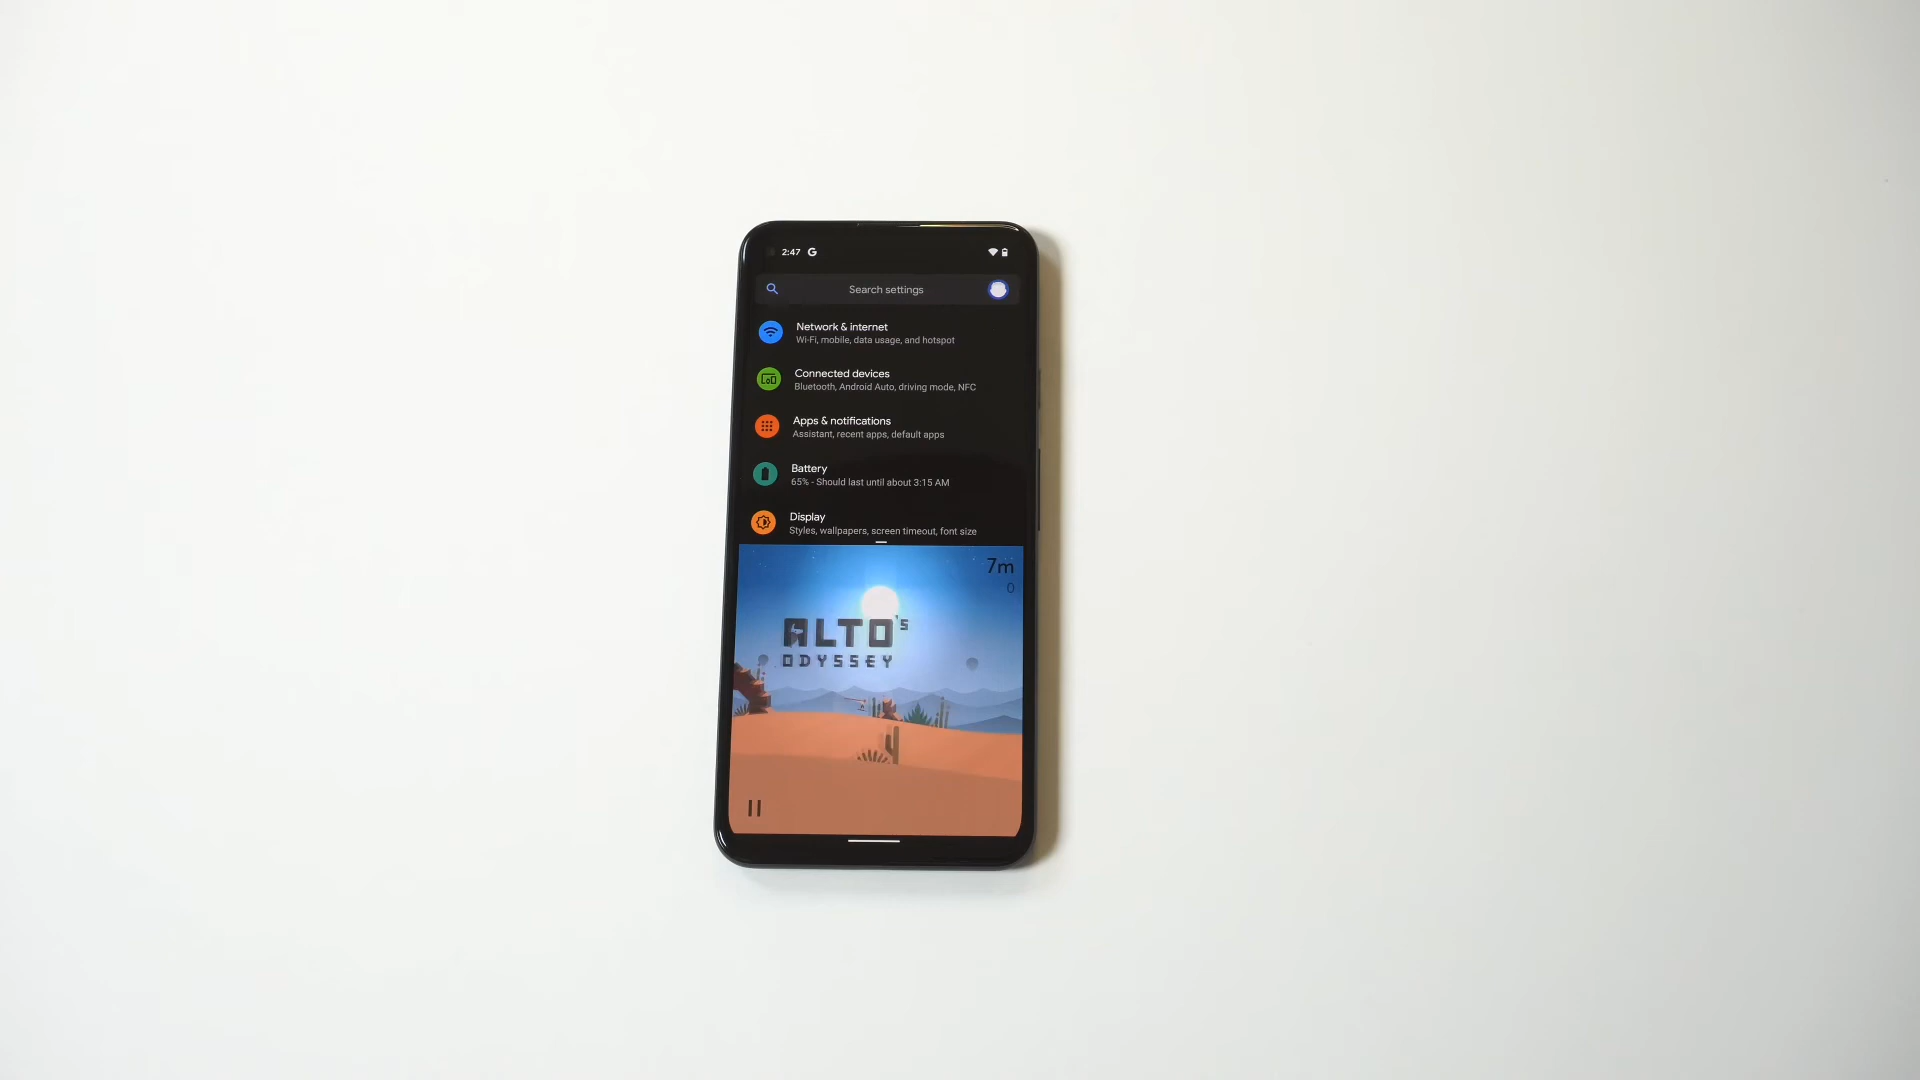 2:47 G
Search settings
Network & internet
Wi-Fi, mobile, data usage, and hotspot
Connected devices
Bluetooth, Android Auto, driving mode, NFC
Apps & notifications
Assistant, recent apps, default apps
Battery
65% - Should last until about 3:15 AM
Display
Styles, wallpapers, screen timeout, font size
7m
0
ALTO's
ODYSSEY